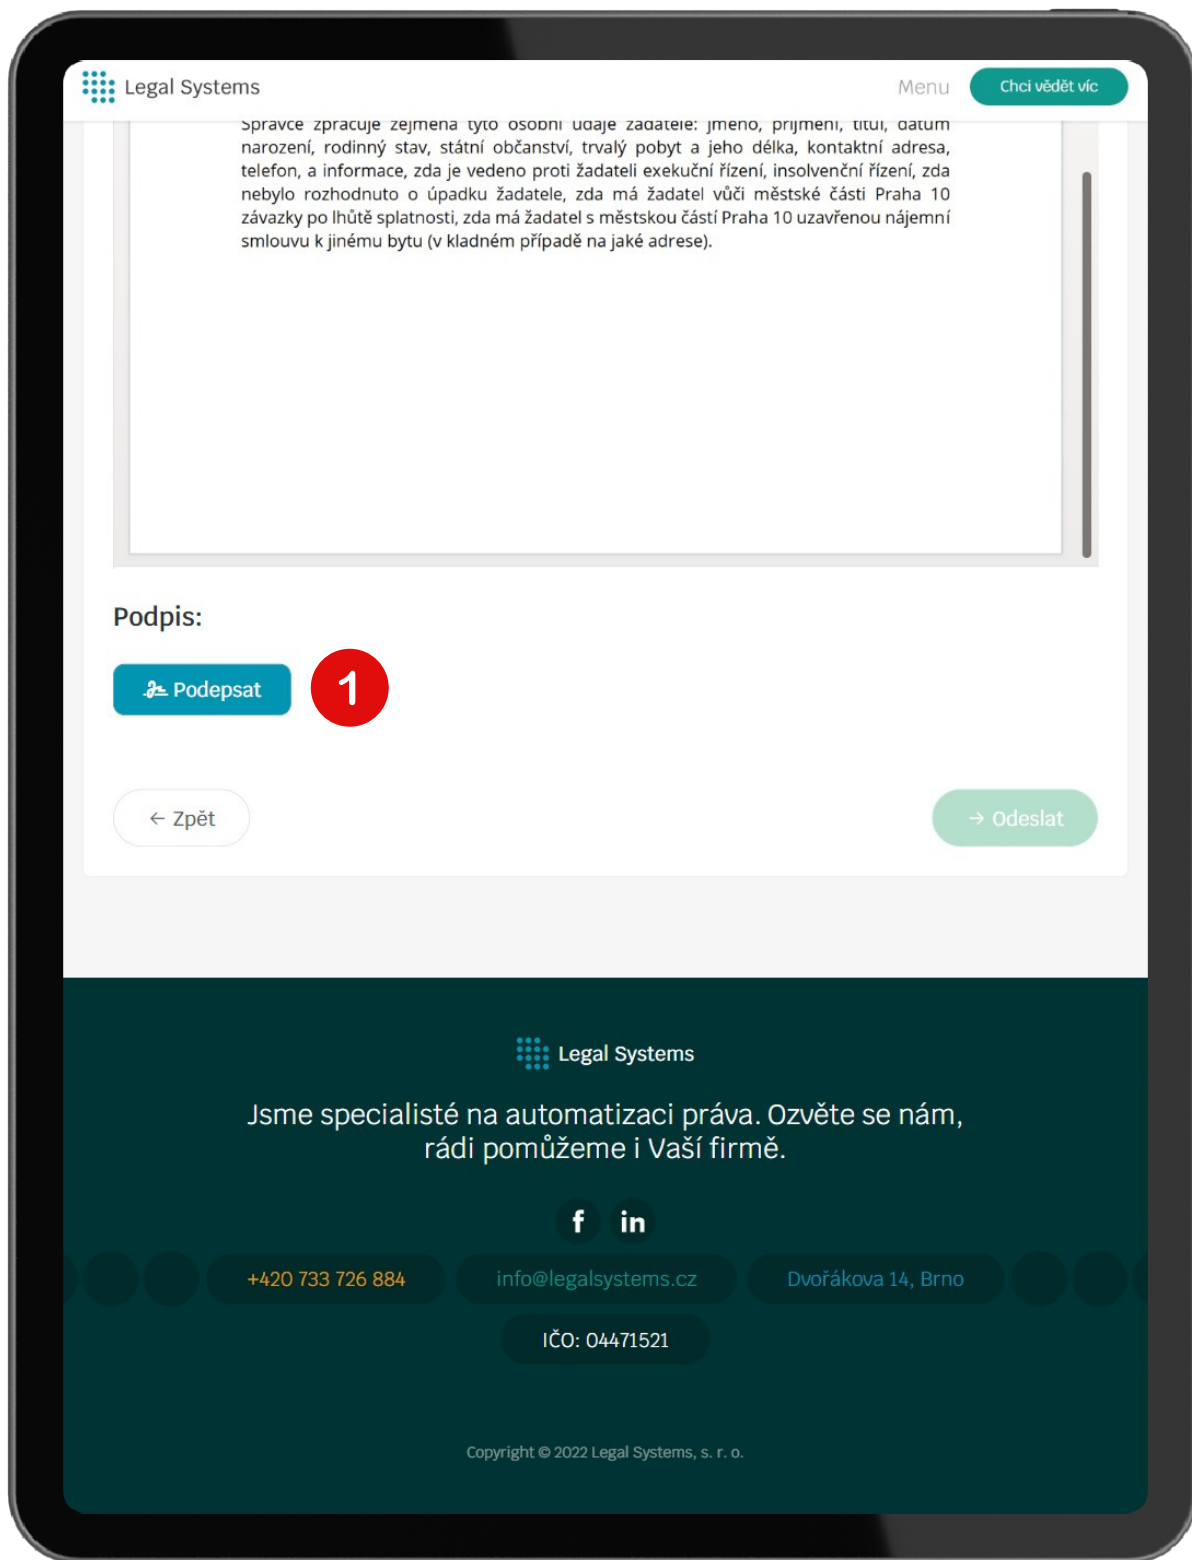 Legal Systems
Menu
Chci vědět víc
Správce zpracuje zejména tyto osobní údaje žadatele: jméno, příjmení, titul, datum
narození, rodinný stav, státní občanství, trvalý pobyt a jeho délka, kontaktní adresa,
telefon, a informace, zda je vedeno proti žadateli exekuční řízení, insolvenční řízení, zda
nebylo rozhodnuto o úpadku žadatele, zda má žadatel vůči městské části Praha 10
závazky po lhůtě splatnosti, zda má žadatel s městskou částí Praha 10 uzavřenou nájemní
smlouvu k jinému bytu (v kladném případě na jaké adrese).
Podpis:
Podepsat
1
← Zpět
→ Odeslat
Legal Systems
Jsme specialisté na automatizaci práva. Ozvěte se nám,
rádi pomůžeme i Vaší firmě.
f in
+420 733 726 884
info@legalsystems.cz
Dvořákova 14, Brno
IČO: 04471521
Copyright © 2022 Legal Systems, s. r. o.